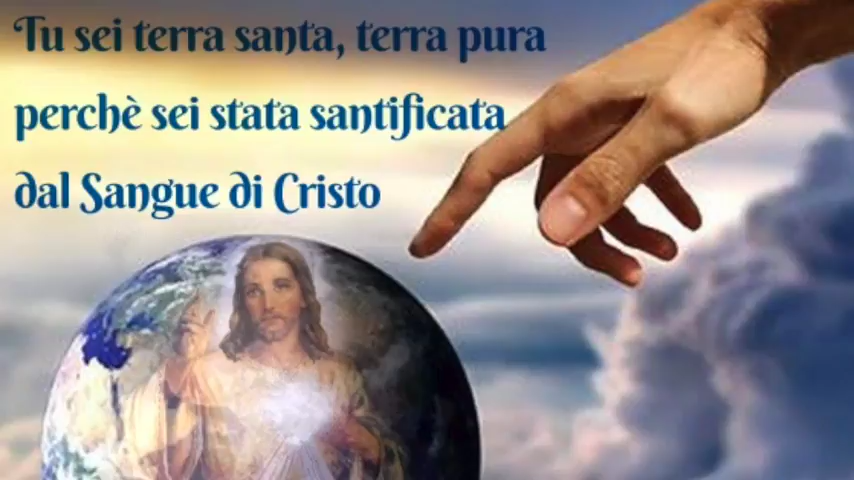 Tu sei terra santa, terra pura
perchè sei stata santificata
dal Sangue di Cristo